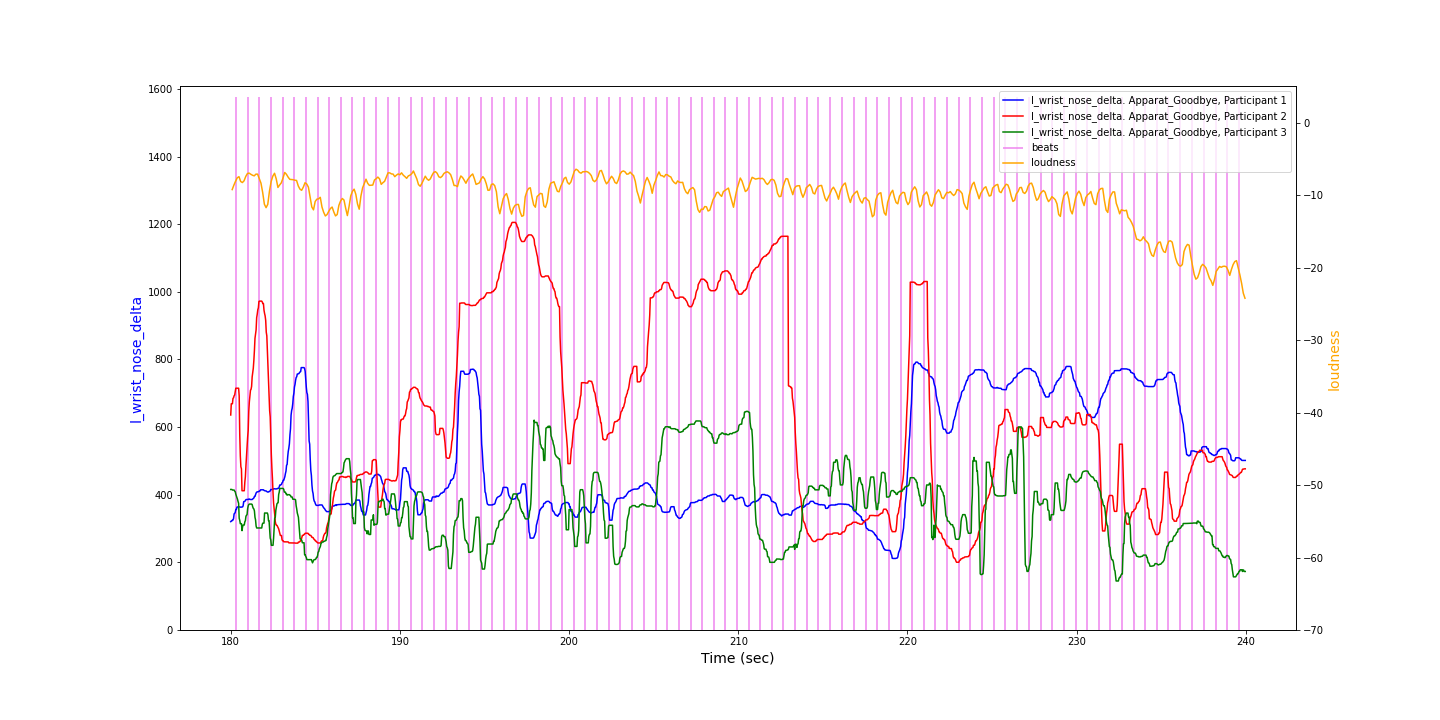 l_wrist_nose_delta. Apparat_Goodbye, Participant 1
l_wrist_nose_delta. Apparat_Goodbye, Participant 2
l_wrist_nose_delta. Apparat_Goodbye, Participant 3
beats
loudness
l_wrist_nose_delta
1600
1400
1200
1000
800
600
400
200
0
0
−10
−20
−30
−40
−50
−60
−70
loudness
180 190 200 210 220 230 240
Time (sec)